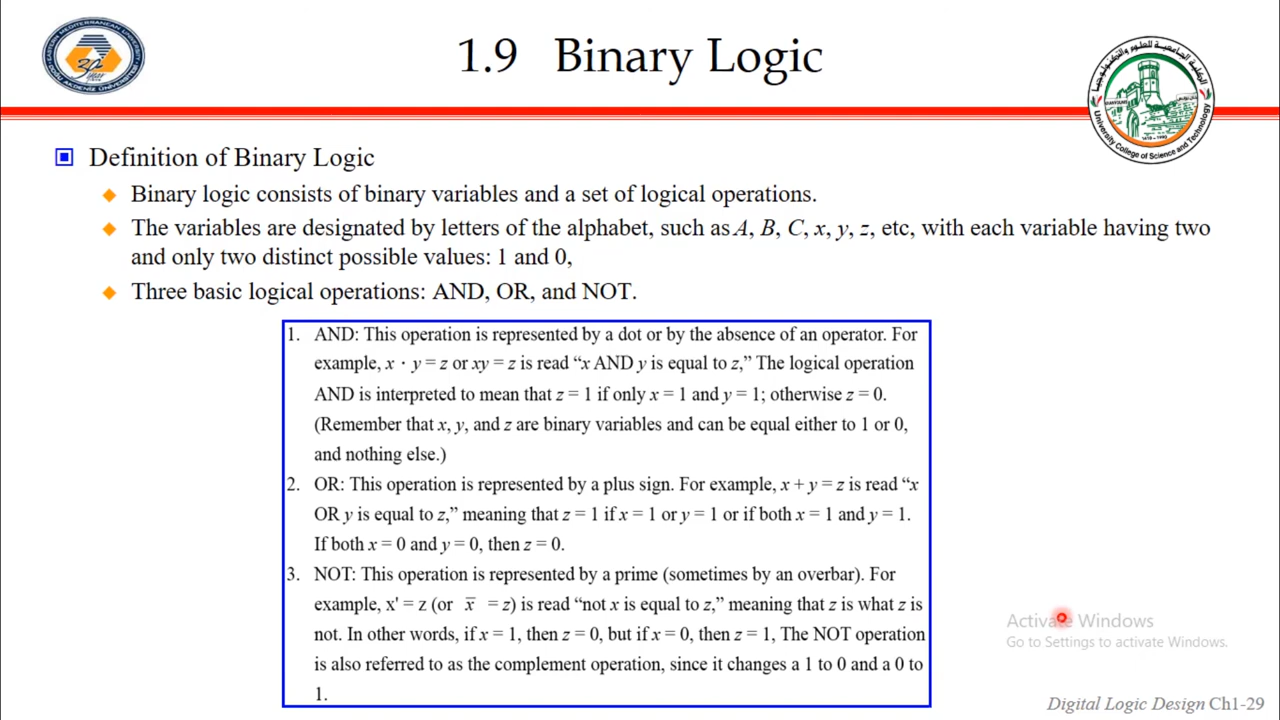 1.9 Binary Logic
Definition of Binary Logic
Binary logic consists of binary variables and a set of logical operations.
The variables are designated by letters of the alphabet, such as A, B, C, x, y, z, etc, with each variable having two
and only two distinct possible values: 1 and 0,
Three basic logical operations: AND, OR, and NOT.
1. AND: This operation is represented by a dot or by the absence of an operator. For
example, x · y = z or xy = z is read “x AND y is equal to z,” The logical operation
AND is interpreted to mean that z = 1 if only x = 1 and y = 1; otherwise z = 0.
(Remember that x, y, and z are binary variables and can be equal either to 1 or 0,
and nothing else.)
2. OR: This operation is represented by a plus sign. For example, x + y = z is read “x
OR y is equal to z,” meaning that z = 1 if x = 1 or y = 1 or if both x = 1 and y = 1.
If both x = 0 and y = 0, then z = 0.
3. NOT: This operation is represented by a prime (sometimes by an overbar). For
example, x' = z (or x̅ = z) is read “not x is equal to z,” meaning that z is what z is
not. In other words, if x = 1, then z = 0, but if x = 0, then z = 1, The NOT operation
is also referred to as the complement operation, since it changes a 1 to 0 and a 0 to
1.
University College of Science and Technology
Activate Windows
Go to Settings to activate Windows.
Digital Logic Design Ch1-29